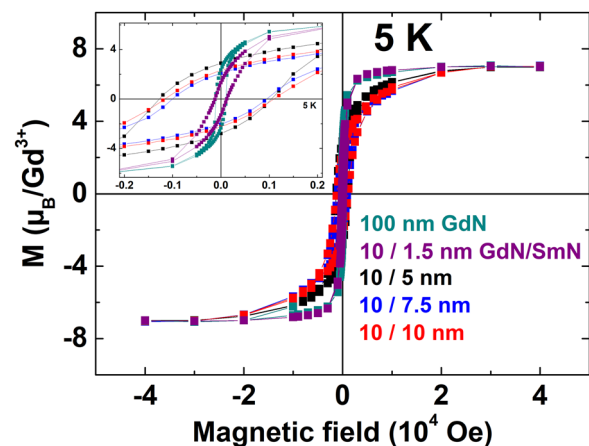 5 K
8
4
0
-4
-8
M (μB/Gd3+)
4
0
-4
5 K
-0.2 -0.1 0.0 0.1 0.2
100 nm GdN
10 / 1.5 nm GdN/SmN
10 / 5 nm
10 / 7.5 nm
10 / 10 nm
-4 -2 0 2 4
Magnetic field (10⁴ Oe)